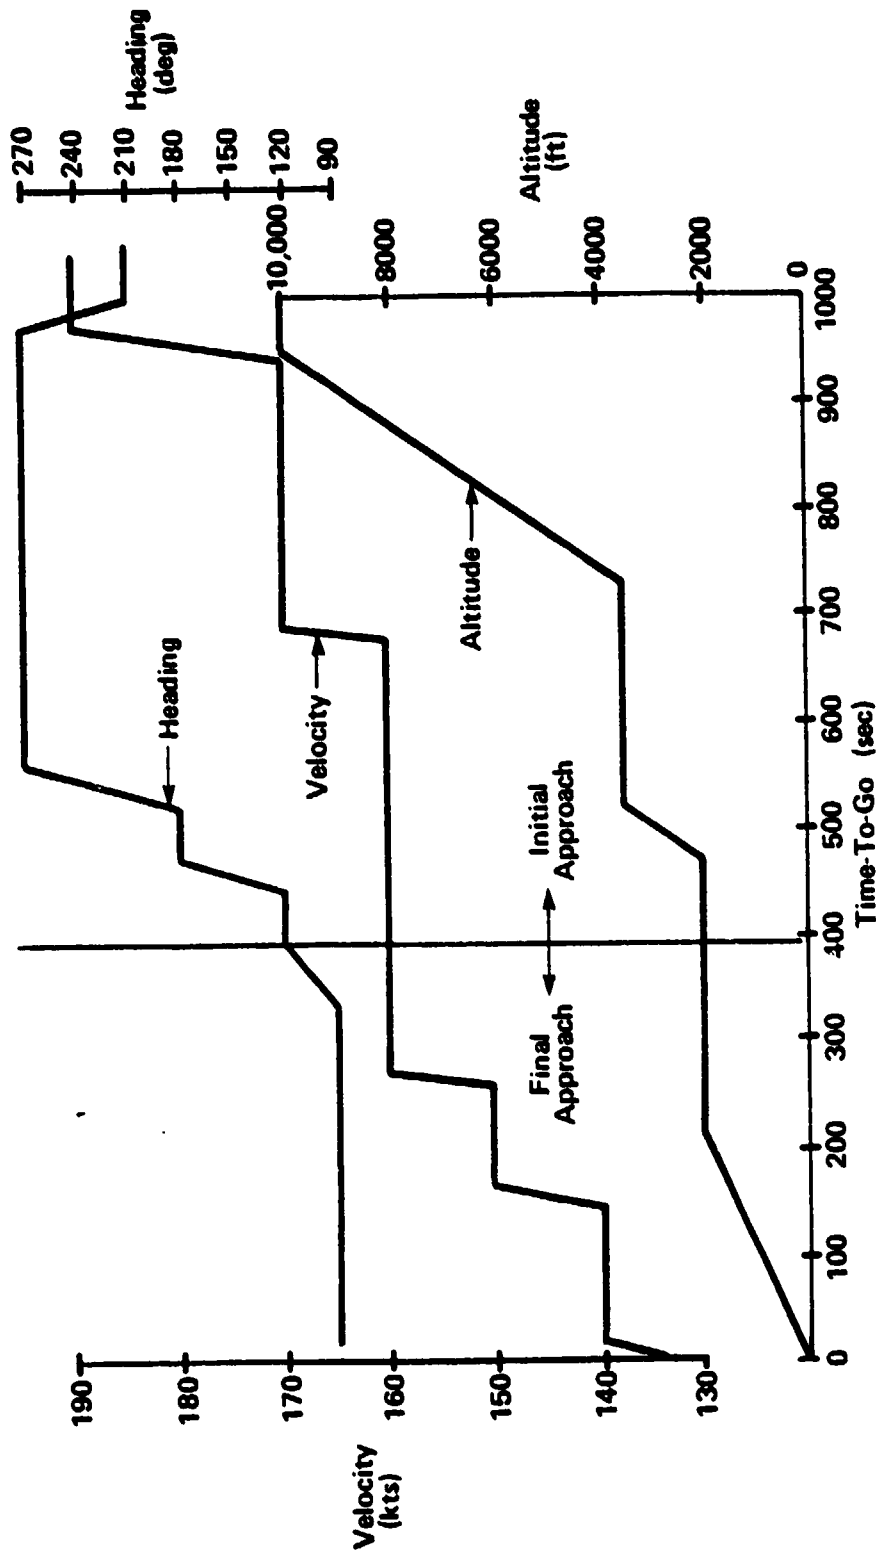 270
240
210
180
150
120
90
Heading
(deg)
10,000
8000
6000
4000
2000
0
Altitude
(ft)
190
180
170
160
150
140
130
Velocity
(kts)
Heading
Velocity
Altitude
Final
Approach
Initial
Approach
0
100
200
300
400
500
600
700
800
900
1000
Time-To-Go (sec)